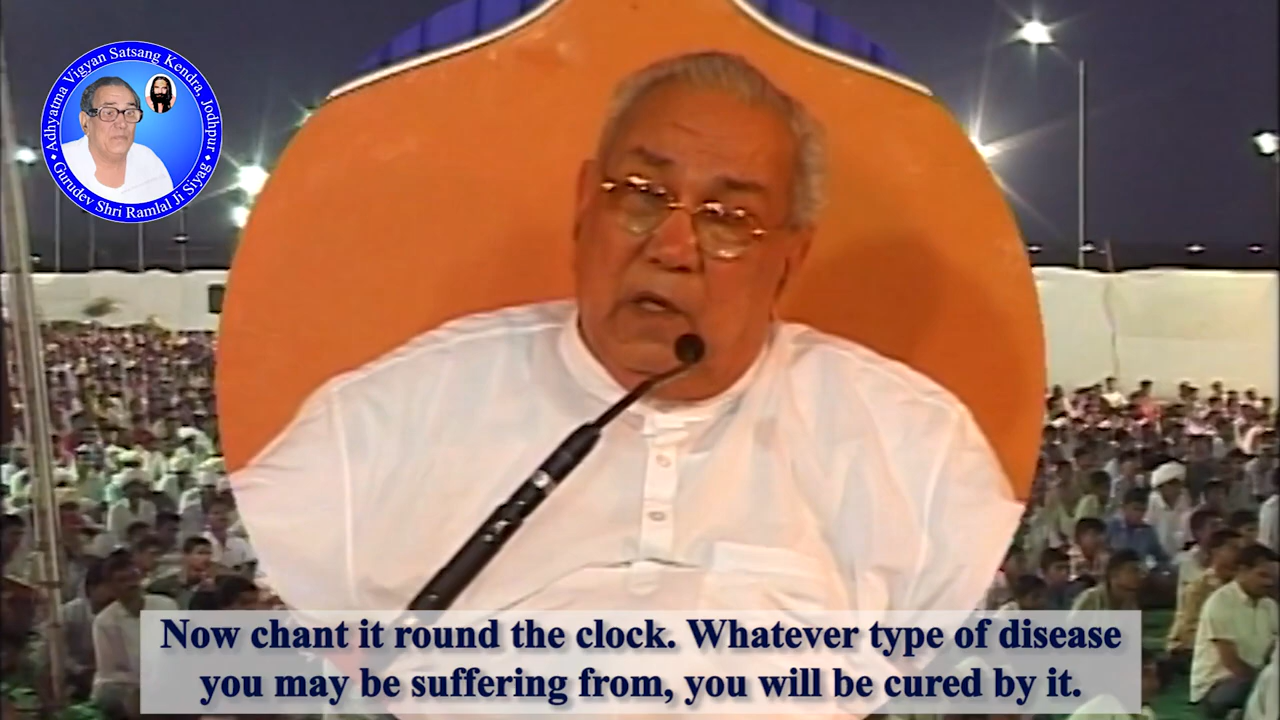 Adhyatma Vigyan Satsang Kendra, Jodhpur
Gurudev Shri Ramlal Ji Siyag
Now chant it round the clock. Whatever type of disease
you may be suffering from, you will be cured by it.